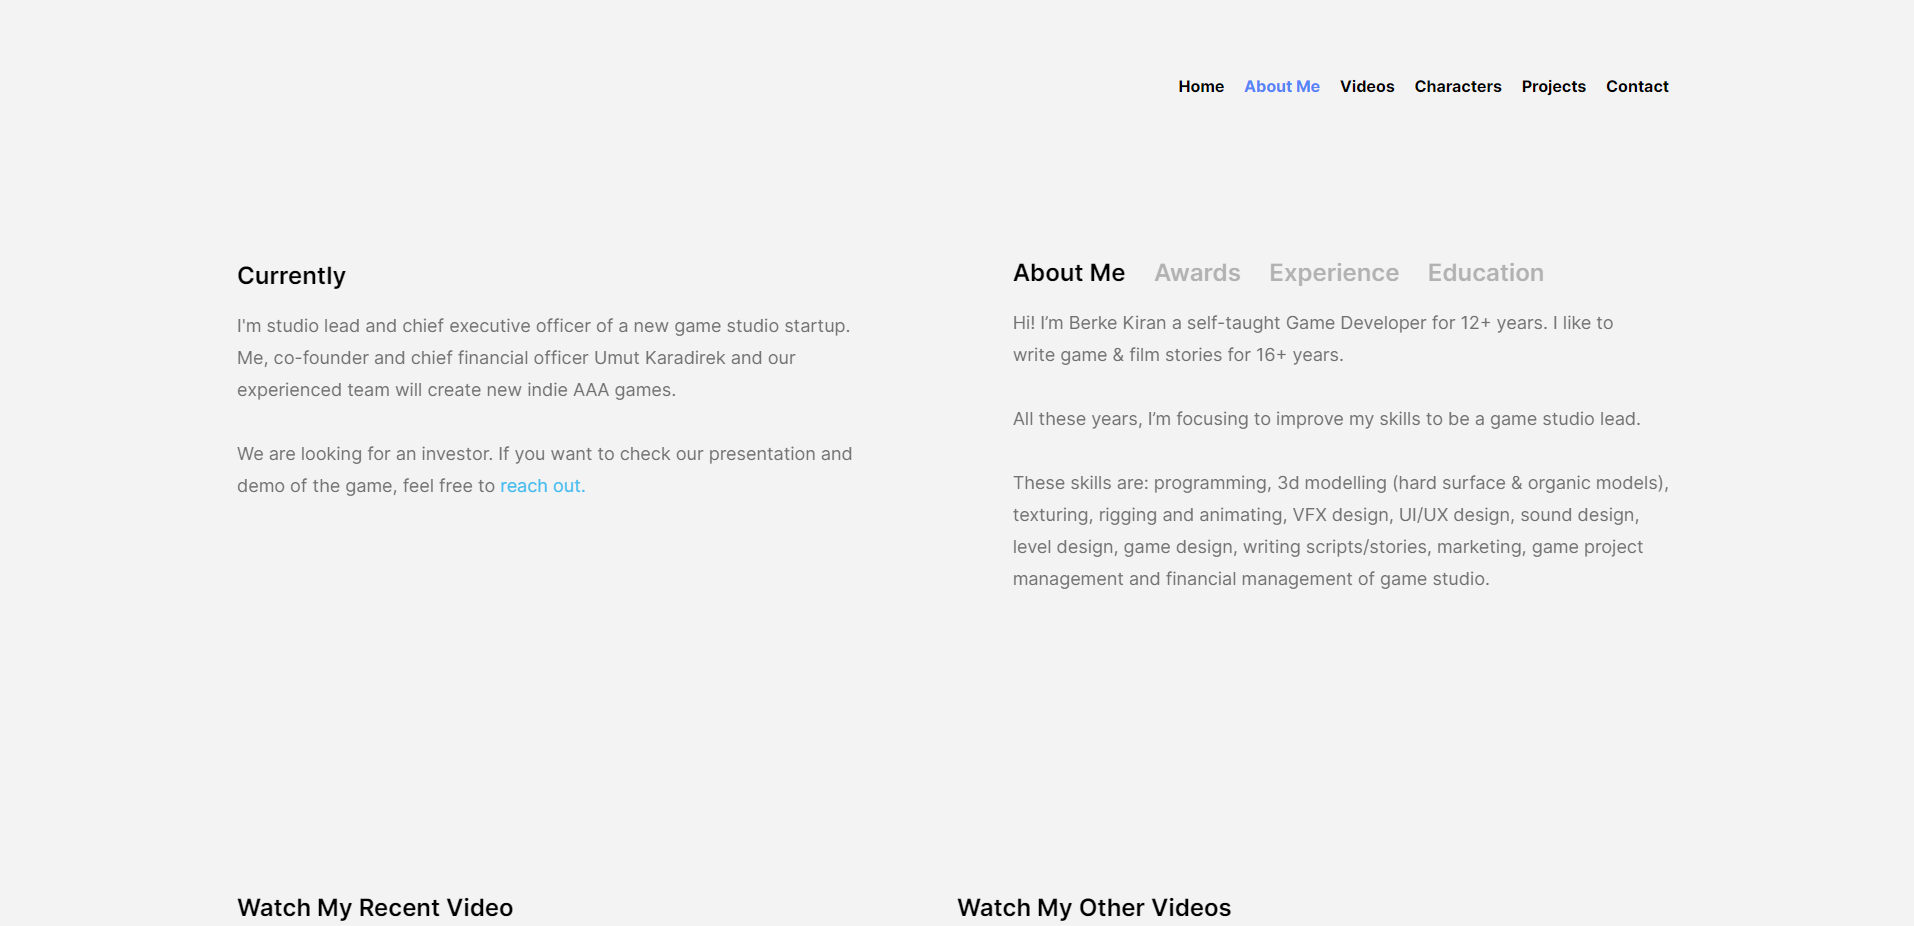 Home About Me Videos Characters Projects Contact
Currently
I'm studio lead and chief executive officer of a new game studio startup.
Me, co-founder and chief financial officer Umut Karadirek and our
experienced team will create new indie AAA games.
We are looking for an investor. If you want to check our presentation and
demo of the game, feel free to reach out.
About Me Awards Experience Education
Hi! I’m Berke Kiran a self-taught Game Developer for 12+ years. I like to
write game & film stories for 16+ years.
All these years, I’m focusing to improve my skills to be a game studio lead.
These skills are: programming, 3d modelling (hard surface & organic models),
texturing, rigging and animating, VFX design, UI/UX design, sound design,
level design, game design, writing scripts/stories, marketing, game project
management and financial management of game studio.
Watch My Recent Video
Watch My Other Videos